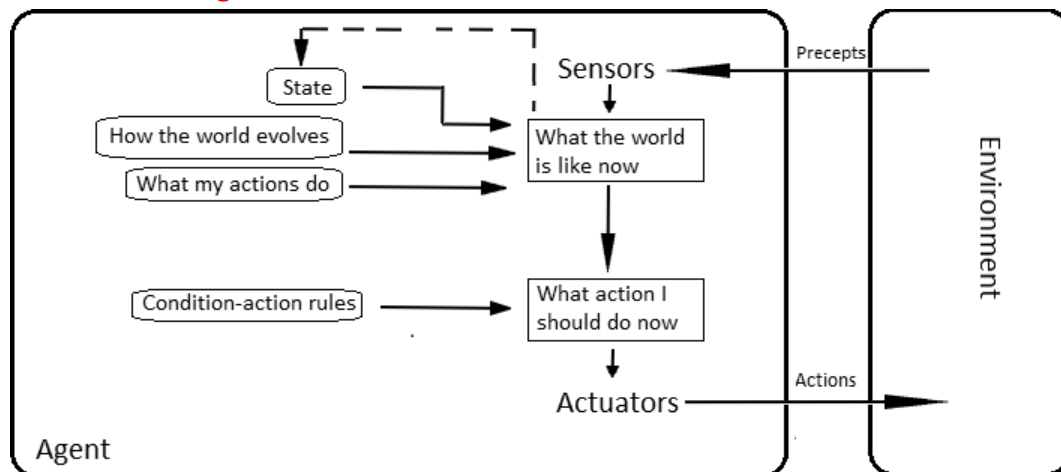 Precepts
Sensors
State
How the world evolves
What the world
is like now
What my actions do
Environment
Condition-action rules
What action I
should do now
Actions
Actuators
Agent